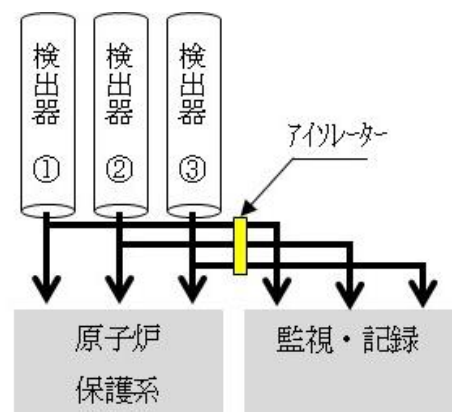 検出器①
検出器②
検出器③
アイソレーター
原子炉
保護系
監視・記録